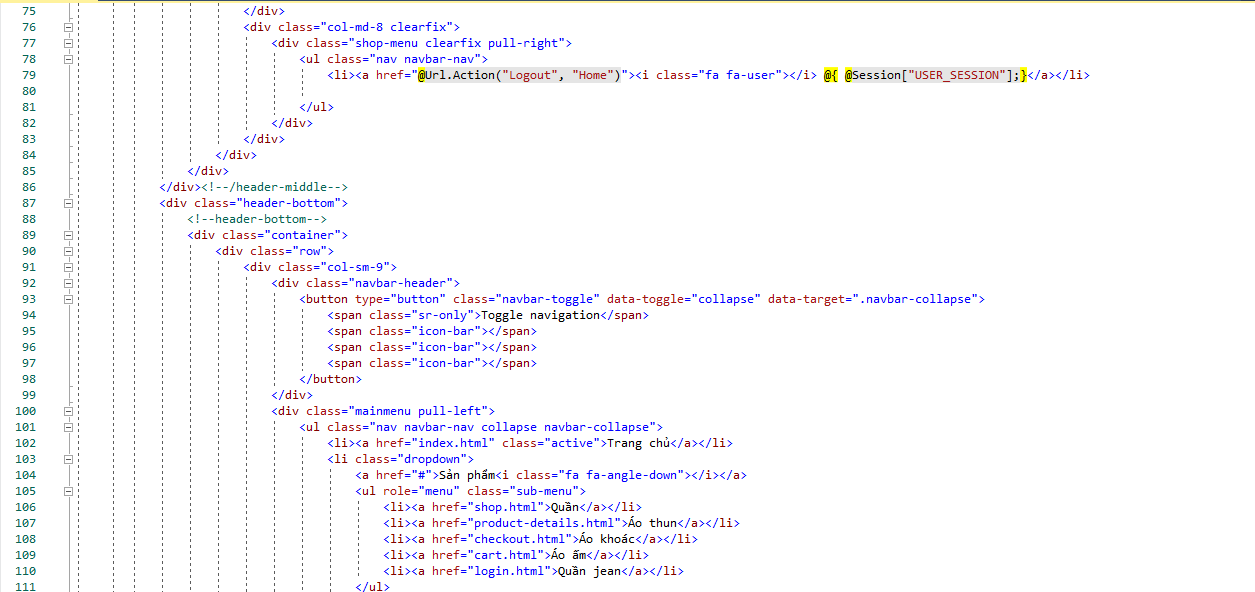 75 </div>
76 <div class="col-md-8 clearfix">
77 <div class="shop-menu clearfix pull-right">
78 <ul class="nav navbar-nav">
79 <li><a href="@Url.Action("Logout", "Home")"><i class="fa fa-user"></i> @{ @Session["USER_SESSION"];}</a></li>
80
81 </ul>
82 </div>
83 </div>
84 </div>
85 </div>
86 </div><!--/header-middle-->
87 <div class="header-bottom">
88 <!--header-bottom-->
89 <div class="container">
90 <div class="row">
91 <div class="col-sm-9">
92 <div class="navbar-header">
93 <button type="button" class="navbar-toggle" data-toggle="collapse" data-target=".navbar-collapse">
94 <span class="sr-only">Toggle navigation</span>
95 <span class="icon-bar"></span>
96 <span class="icon-bar"></span>
97 <span class="icon-bar"></span>
98 </button>
99 </div>
100 <div class="mainmenu pull-left">
101 <ul class="nav navbar-nav collapse navbar-collapse">
102 <li><a href="index.html" class="active">Trang chủ</a></li>
103 <li class="dropdown">
104 <a href="#">Sản phẩm<i class="fa fa-angle-down"></i></a>
105 <ul role="menu" class="sub-menu">
106 <li><a href="shop.html">Quần</a></li>
107 <li><a href="product-details.html">Áo thun</a></li>
108 <li><a href="checkout.html">Áo khoác</a></li>
109 <li><a href="cart.html">Áo ấm</a></li>
110 <li><a href="login.html">Quần jean</a></li>
111 </ul>